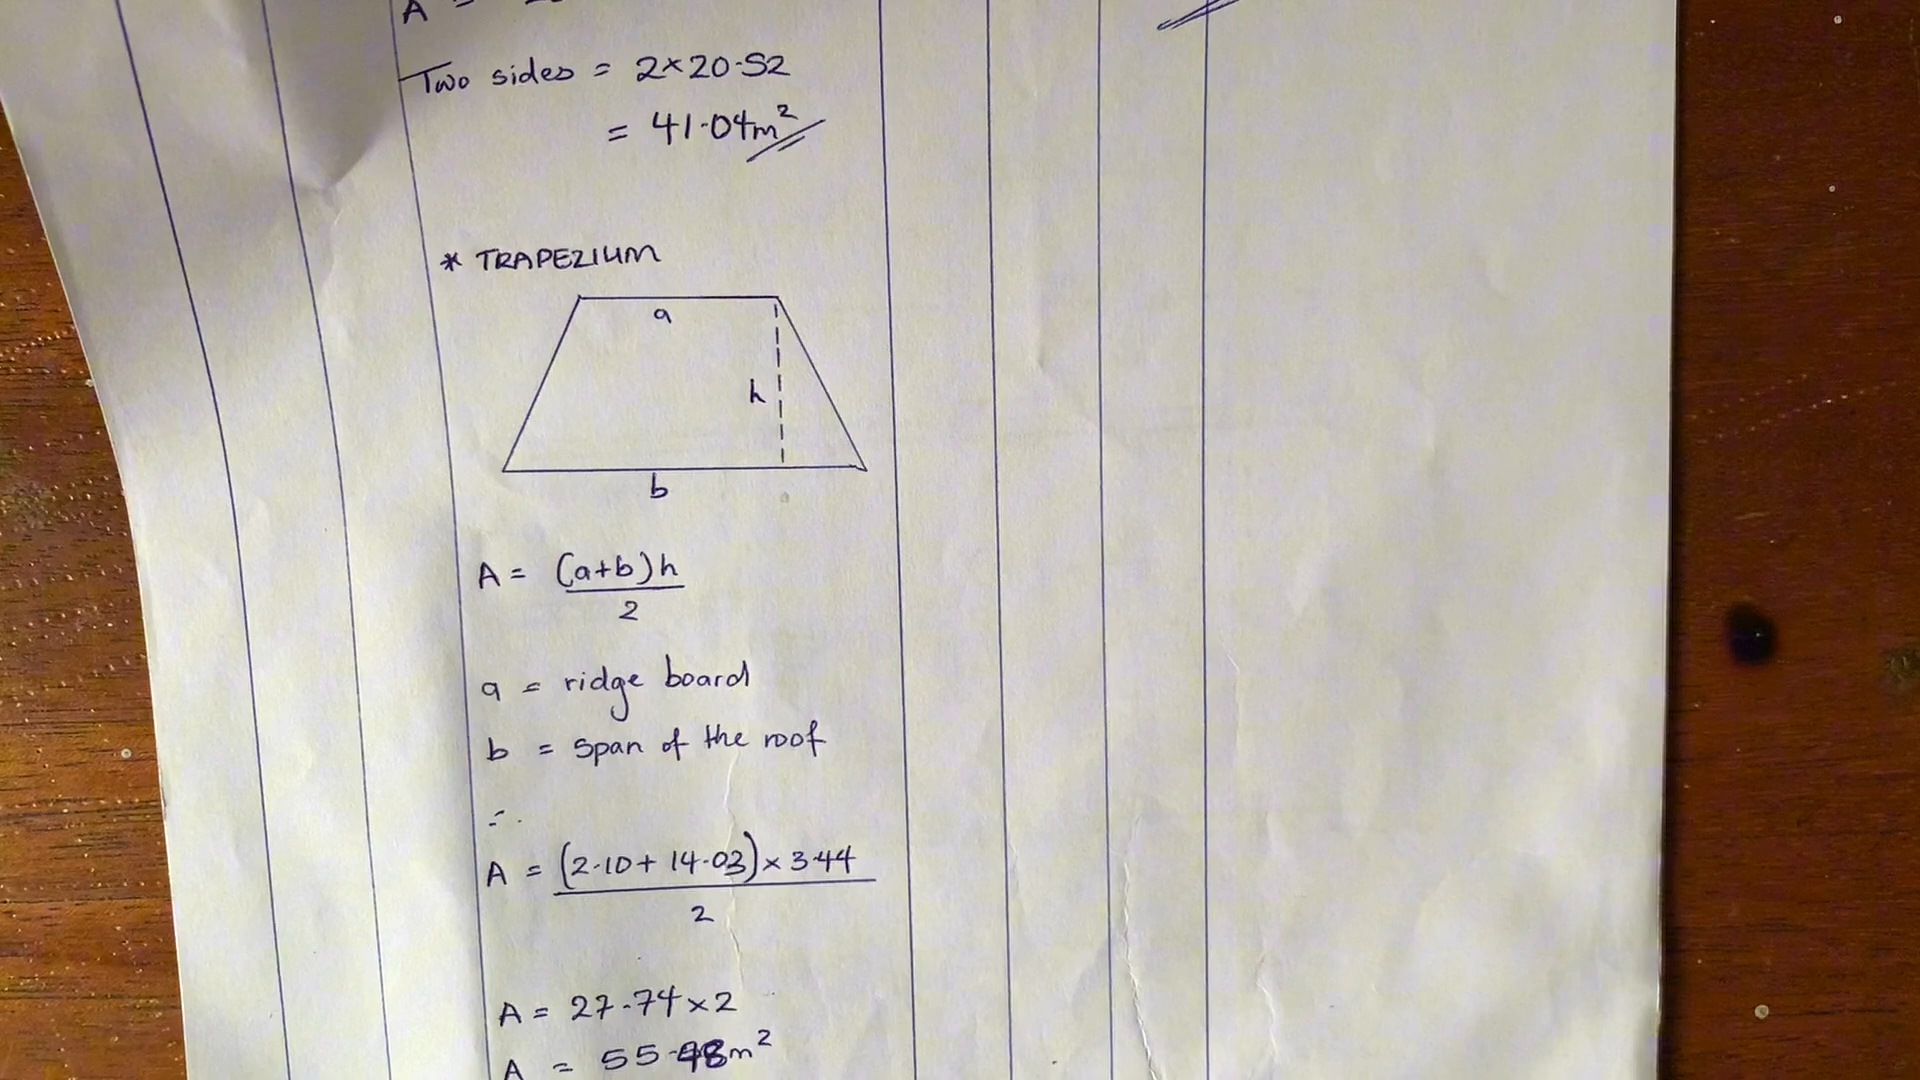 A =
Two sides = 2×20.52
= 41.04m²
* TRAPEZIUM
a
h
b
A = (a+b)h
2
a = ridge board
b = span of the roof
∴
A = (2.10 + 14.03) × 3.44
2
A = 27.74 × 2
A = 55.48m²